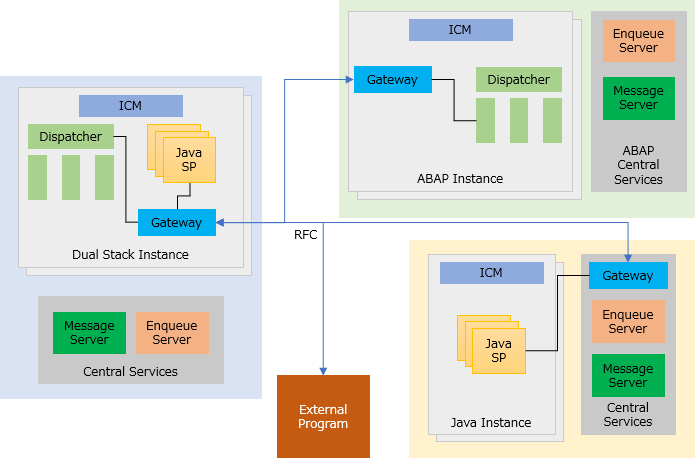 ICM
Dispatcher
Java
SP
Gateway
Dual Stack Instance
Message
Server
Enqueue
Server
Central Services
RFC
External
Program
ICM
Gateway
Dispatcher
ABAP Instance
Enqueue
Server
Message
Server
ABAP
Central
Services
ICM
Java
SP
Java Instance
Gateway
Enqueue
Server
Message
Server
Central
Services